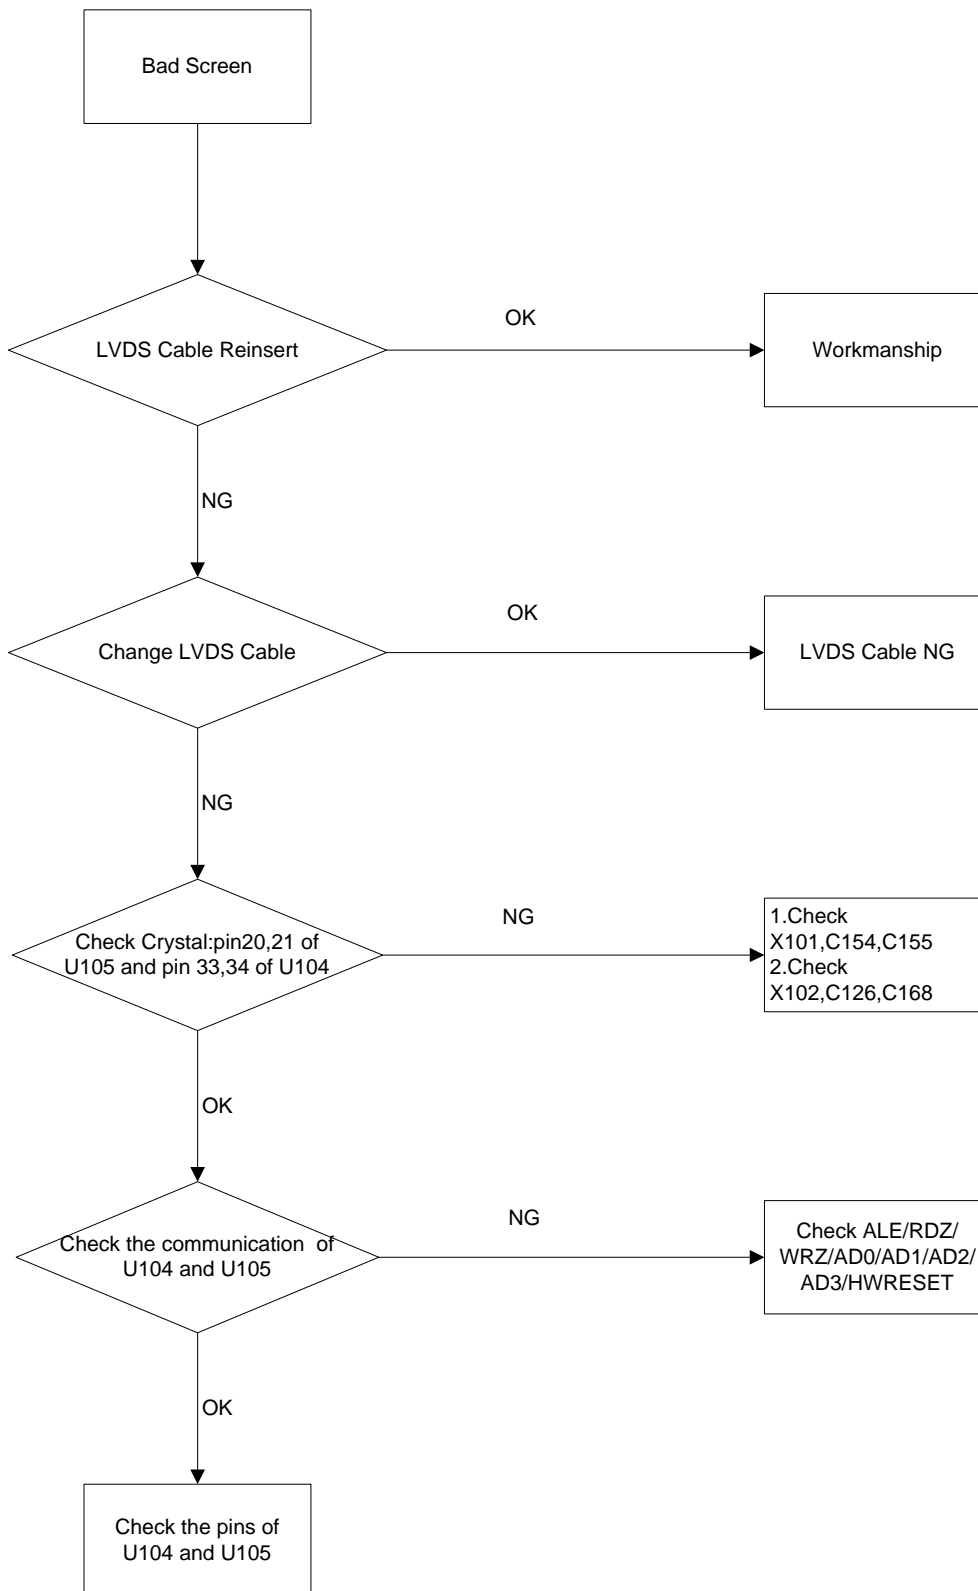 Bad Screen
LVDS Cable Reinsert
OK
Workmanship
NG
Change LVDS Cable
OK
LVDS Cable NG
NG
Check Crystal:pin20,21 of
U105 and pin 33,34 of U104
NG
1.Check
X101,C154,C155
2.Check
X102,C126,C168
OK
Check the communication  of
U104 and U105
NG
Check ALE/RDZ/
WRZ/AD0/AD1/AD2/
AD3/HWRESET
OK
Check the pins of
U104 and U105